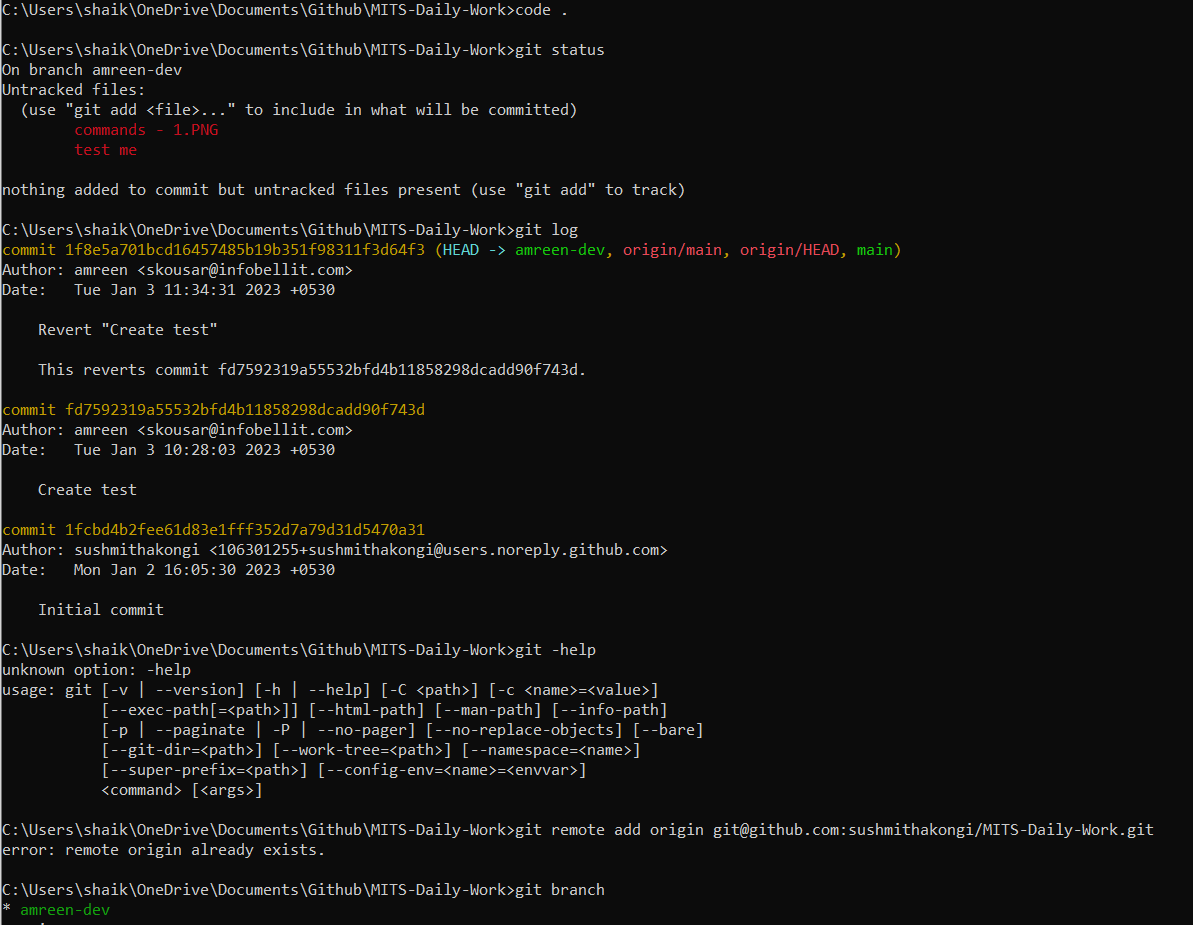 C:\Users\shaik\OneDrive\Documents\Github\MITS-Daily-Work>code .
C:\Users\shaik\OneDrive\Documents\Github\MITS-Daily-Work>git status
On branch amreen-dev
Untracked files:
  (use "git add <file>..." to include in what will be committed)
        commands - 1.PNG
        test me
nothing added to commit but untracked files present (use "git add" to track)
C:\Users\shaik\OneDrive\Documents\Github\MITS-Daily-Work>git log
commit 1f8e5a701bcd16457485b19b351f98311f3d64f3 (HEAD -> amreen-dev, origin/main, origin/HEAD, main)
Author: amreen <skousar@infobellit.com>
Date:   Tue Jan 3 11:34:31 2023 +0530
    Revert "Create test"
    This reverts commit fd7592319a55532bfd4b11858298dcadd90f743d.
commit fd7592319a55532bfd4b11858298dcadd90f743d
Author: amreen <skousar@infobellit.com>
Date:   Tue Jan 3 10:28:03 2023 +0530
    Create test
commit 1fcbd4b2fee61d83e1fff352d7a79d31d5470a31
Author: sushmithakongi <106301255+sushmithakongi@users.noreply.github.com>
Date:   Mon Jan 2 16:05:30 2023 +0530
    Initial commit
C:\Users\shaik\OneDrive\Documents\Github\MITS-Daily-Work>git -help
unknown option: -help
usage: git [-v | --version] [-h | --help] [-C <path>] [-c <name>=<value>]
           [--exec-path[=<path>]] [--html-path] [--man-path] [--info-path]
           [-p | --paginate | -P | --no-pager] [--no-replace-objects] [--bare]
           [--git-dir=<path>] [--work-tree=<path>] [--namespace=<name>]
           [--super-prefix=<path>] [--config-env=<name>=<envvar>]
           <command> [<args>]
C:\Users\shaik\OneDrive\Documents\Github\MITS-Daily-Work>git remote add origin git@github.com:sushmithakongi/MITS-Daily-Work.git
error: remote origin already exists.
C:\Users\shaik\OneDrive\Documents\Github\MITS-Daily-Work>git branch
* amreen-dev